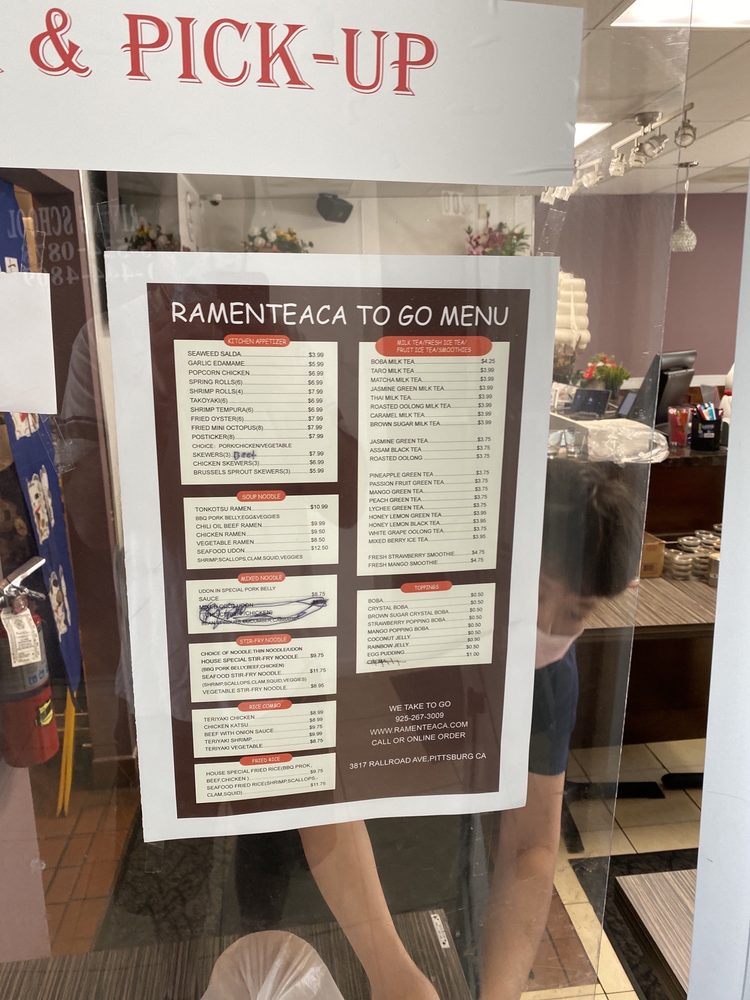 & PICK-UP
RAMENTEACA TO GO MENU
KITCHEN APPETIZER
SEAWEED SALDA $3.99
GARLIC EDAMAME $5.99
POPCORN CHICKEN $6.99
SPRING ROLLS(6) $6.99
SHRIMP ROLLS(4) $7.99
TAKOYAKI(6) $6.99
SHRIMP TEMPURA(6) $6.99
FRIED OYSTER(6) $7.99
FRIED MINI OCTOPUS(8) $7.99
POSTICKER(8) $7.99
CHOICE: PORK/CHICKEN/VEGETABLE
SKEWERS(3) Beef $7.99
CHICKEN SKEWERS(3) $6.99
BRUSSELS SPROUT SKEWERS(3) $5.99
SOUP NOODLE
TONKOTSU RAMEN $10.99
BBQ PORK BELLY,EGG&VEGGIES
CHILI OIL BEEF RAMEN $9.99
CHICKEN RAMEN $9.50
VEGETABLE RAMEN $8.50
SEAFOOD UDON $12.50
SHRIMP,SCALLOPS,CLAM,SQUID,VEGGIES
MIXED NOODLE
UDON IN SPECIAL PORK BELLY
SAUCE $8.75
STIR-FRY NOODLE
CHOICE OF NOODLE:THIN NOODLE/UDON
HOUSE SPECIAL STIR-FRY NOODLE $9.75
(BBQ PORK BELLY,BEEF,CHICKEN)
SEAFOOD STIR-FRY NOODLE $11.75
(SHRIMP,SCALLOPS,CLAM,SQUID,VEGGIES)
VEGETABLE STIR-FRY NOODLE $8.95
RICE COMBO
TERIYAKI CHICKEN $8.99
CHICKEN KATSU $8.99
BEEF WITH ONION SAUCE $9.75
TERIYAKI SHRIMP $9.99
TERIYAKI VEGETABLE $8.75
FRIED RICE
HOUSE SPECIAL FRIED RICE(BBQ PROK,
BEEF,CHICKEN ) $9.75
SEAFOOD FRIED RICE(SHRIMP,SCALLOPS,
CLAM,SQUID) $11.75
MILK TEA/FRESH ICE TEA/
FRUIT ICE TEA/SMOOTHIES
BOBA MILK TEA $4.25
TARO MILK TEA $3.99
MATCHA MILK TEA $3.99
JASMINE GREEN MILK TEA $3.99
THAI MILK TEA $3.99
ROASTED OOLONG MILK TEA $3.99
CARAMEL MILK TEA $3.99
BROWN SUGAR MILK TEA $3.99
JASMINE GREEN TEA $3.75
ASSAM BLACK TEA $3.75
ROASTED OOLONG $3.75
PINEAPPLE GREEN TEA $3.75
PASSION FRUIT GREEN TEA $3.75
MANGO GREEN TEA $3.75
PEACH GREEN TEA $3.75
LYCHEE GREEN TEA $3.75
HONEY LEMON GREEN TEA $3.95
HONEY LEMON BLACK TEA $3.95
WHITE GRAPE OOLONG TEA $3.75
MIXED BERRY ICE TEA $3.95
FRESH STRAWBERRY SMOOTHIE $4.75
FRESH MANGO SMOOTHIE $4.75
TOPPINGS
BOBA $0.50
CRYSTAL BOBA $0.50
BROWN SUGAR CRYSTAL BOBA $0.50
STRAWBERRY POPPING BOBA $0.50
MANGO POPPING BOBA $0.50
COCONUT JELLY $0.50
RAINBOW JELLY $0.50
EGG PUDDING $1.00
WE TAKE TO GO
925-267-3009
WWW.RAMENTEACA.COM
CALL OR ONLINE ORDER
3817 RALLROAD AVE,PITTSBURG CA